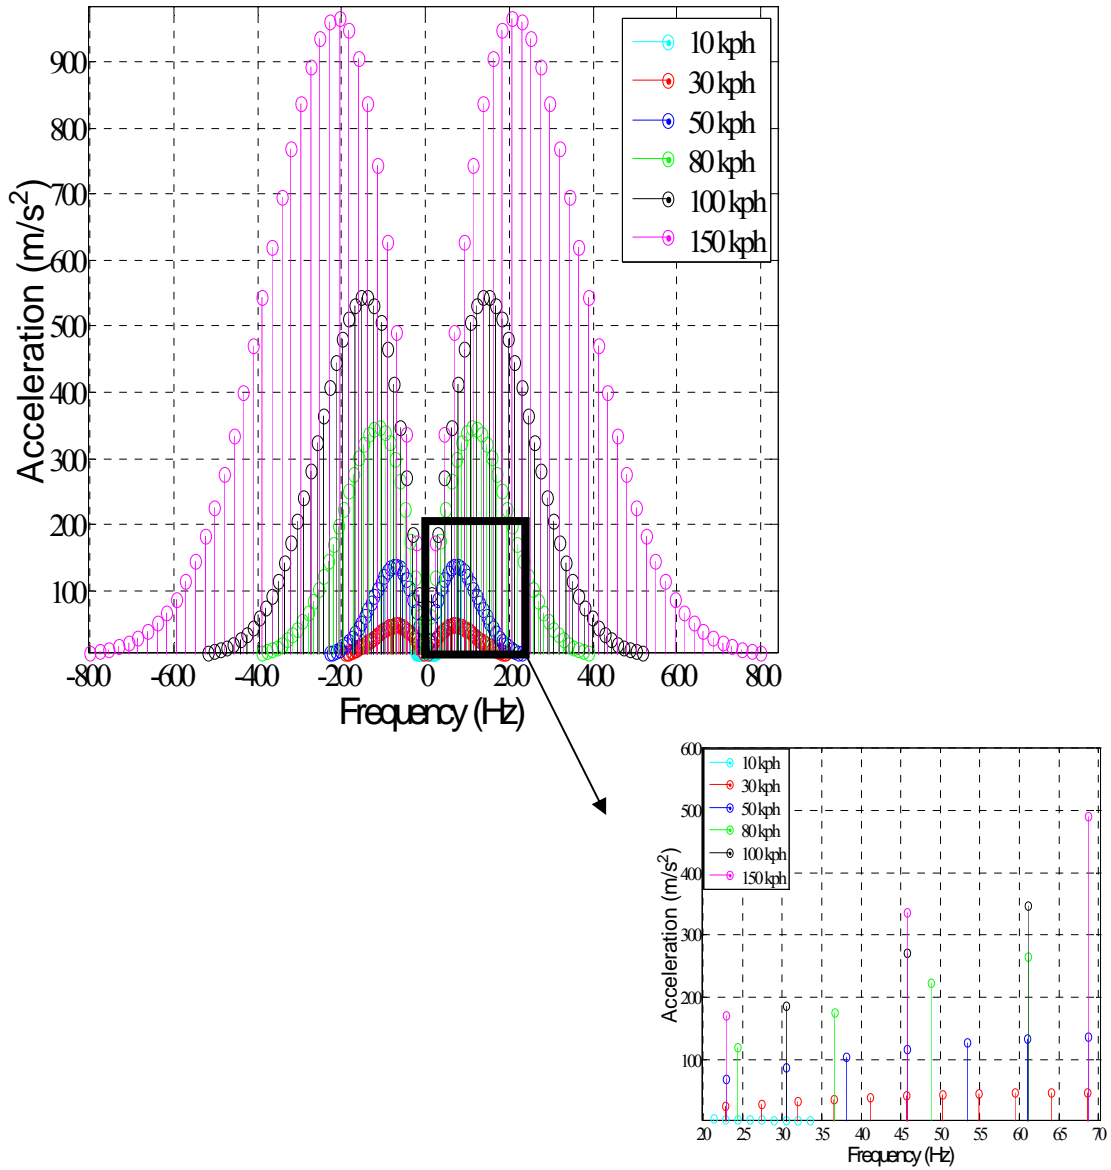 900
800
700
600
500
400
300
200
100
Acceleration (m/s²)
-800 -600 -400 -200 0 200 400 600 800
Frequency (Hz)
10 kph
30 kph
50 kph
80 kph
100 kph
150 kph
600
500
400
300
200
100
Acceleration (m/s²)
20 25 30 35 40 45 50 55 60 65 70
Frequency (Hz)
10 kph
30 kph
50 kph
80 kph
100 kph
150 kph